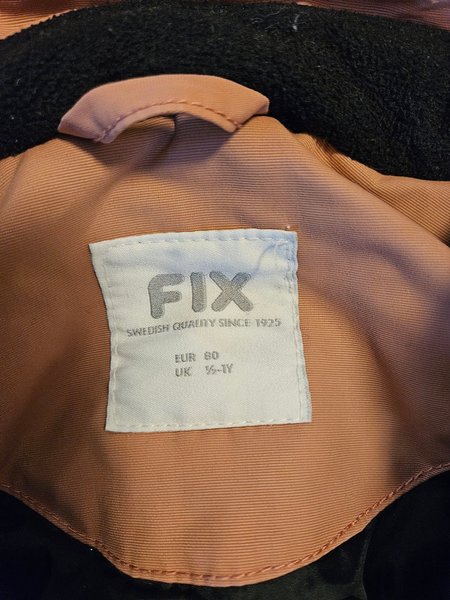 FIX
SWEDISH QUALITY SINCE 1925
EUR 80
UK ½-1Y